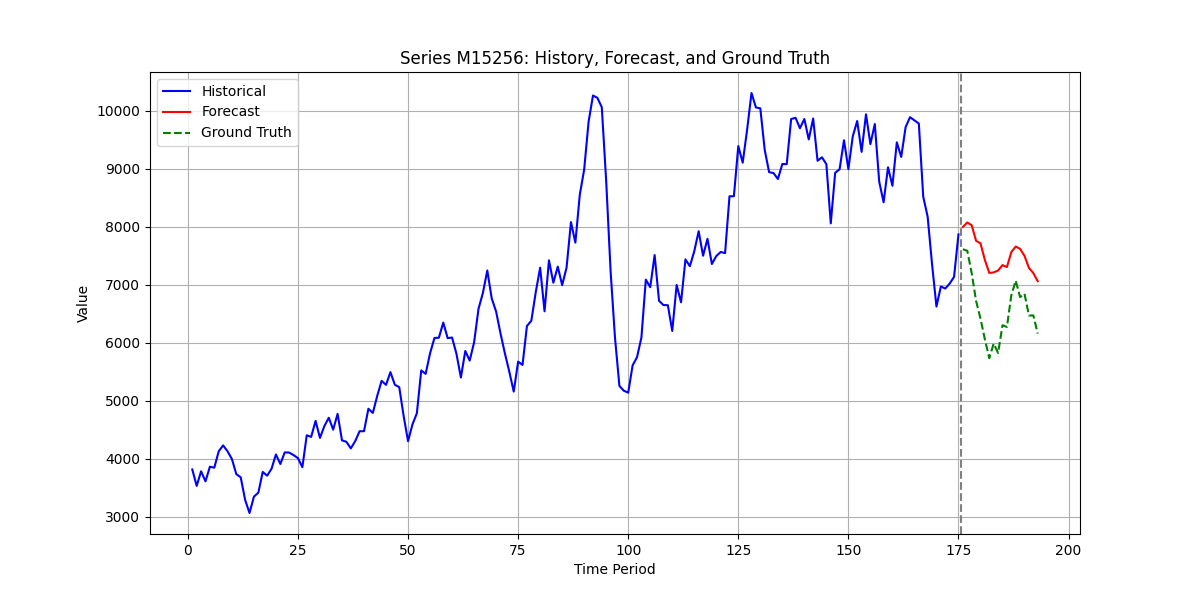 Series M15256: History, Forecast, and Ground Truth
Historical
Forecast
Ground Truth
Value
10000
9000
8000
7000
6000
5000
4000
3000
0 25 50 75 100 125 150 175 200
Time Period